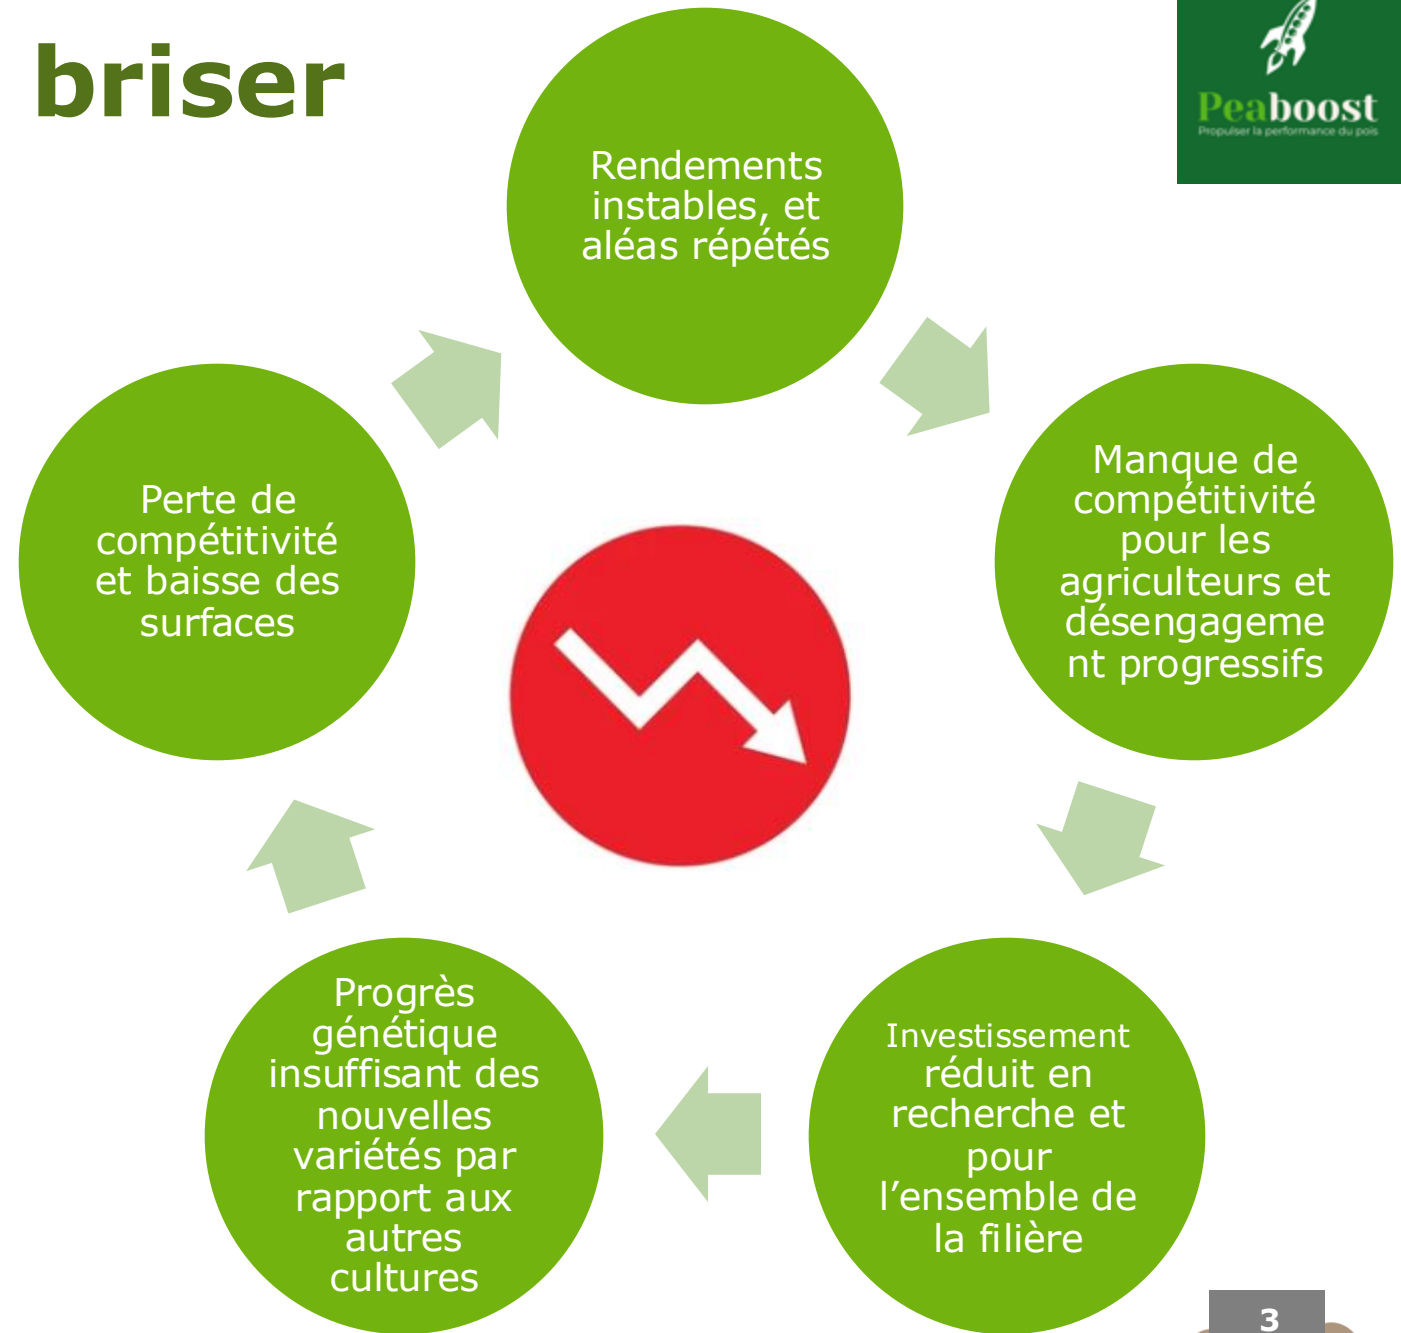 briser
Peaboost
Propulser la performance du pois
Rendements
instables, et
aléas répétés
Manque de
compétitivité
pour les
agriculteurs et
désengageme
nt progressifs
Investissement
réduit en
recherche et
pour
l’ensemble de
la filière
Progrès
génétique
insuffisant des
nouvelles
variétés par
rapport aux
autres
cultures
Perte de
compétitivité
et baisse des
surfaces
3